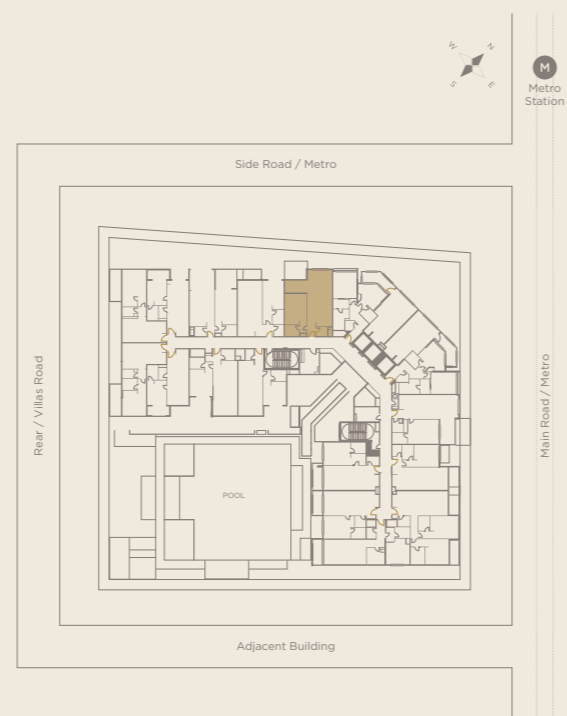 W
N
S
E
M
Metro
Station
Side Road / Metro
Rear / Villas Road
Main Road / Metro
POOL
Adjacent Building